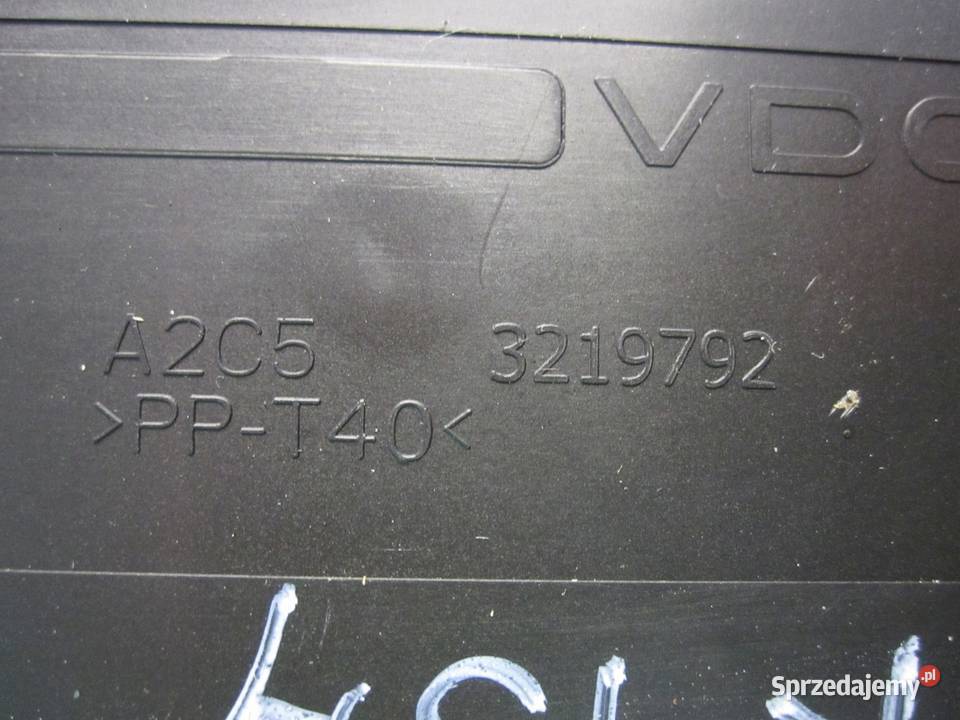 VDO
A2C5 3219792
>PP-T40<
Sprzedajemy.pl